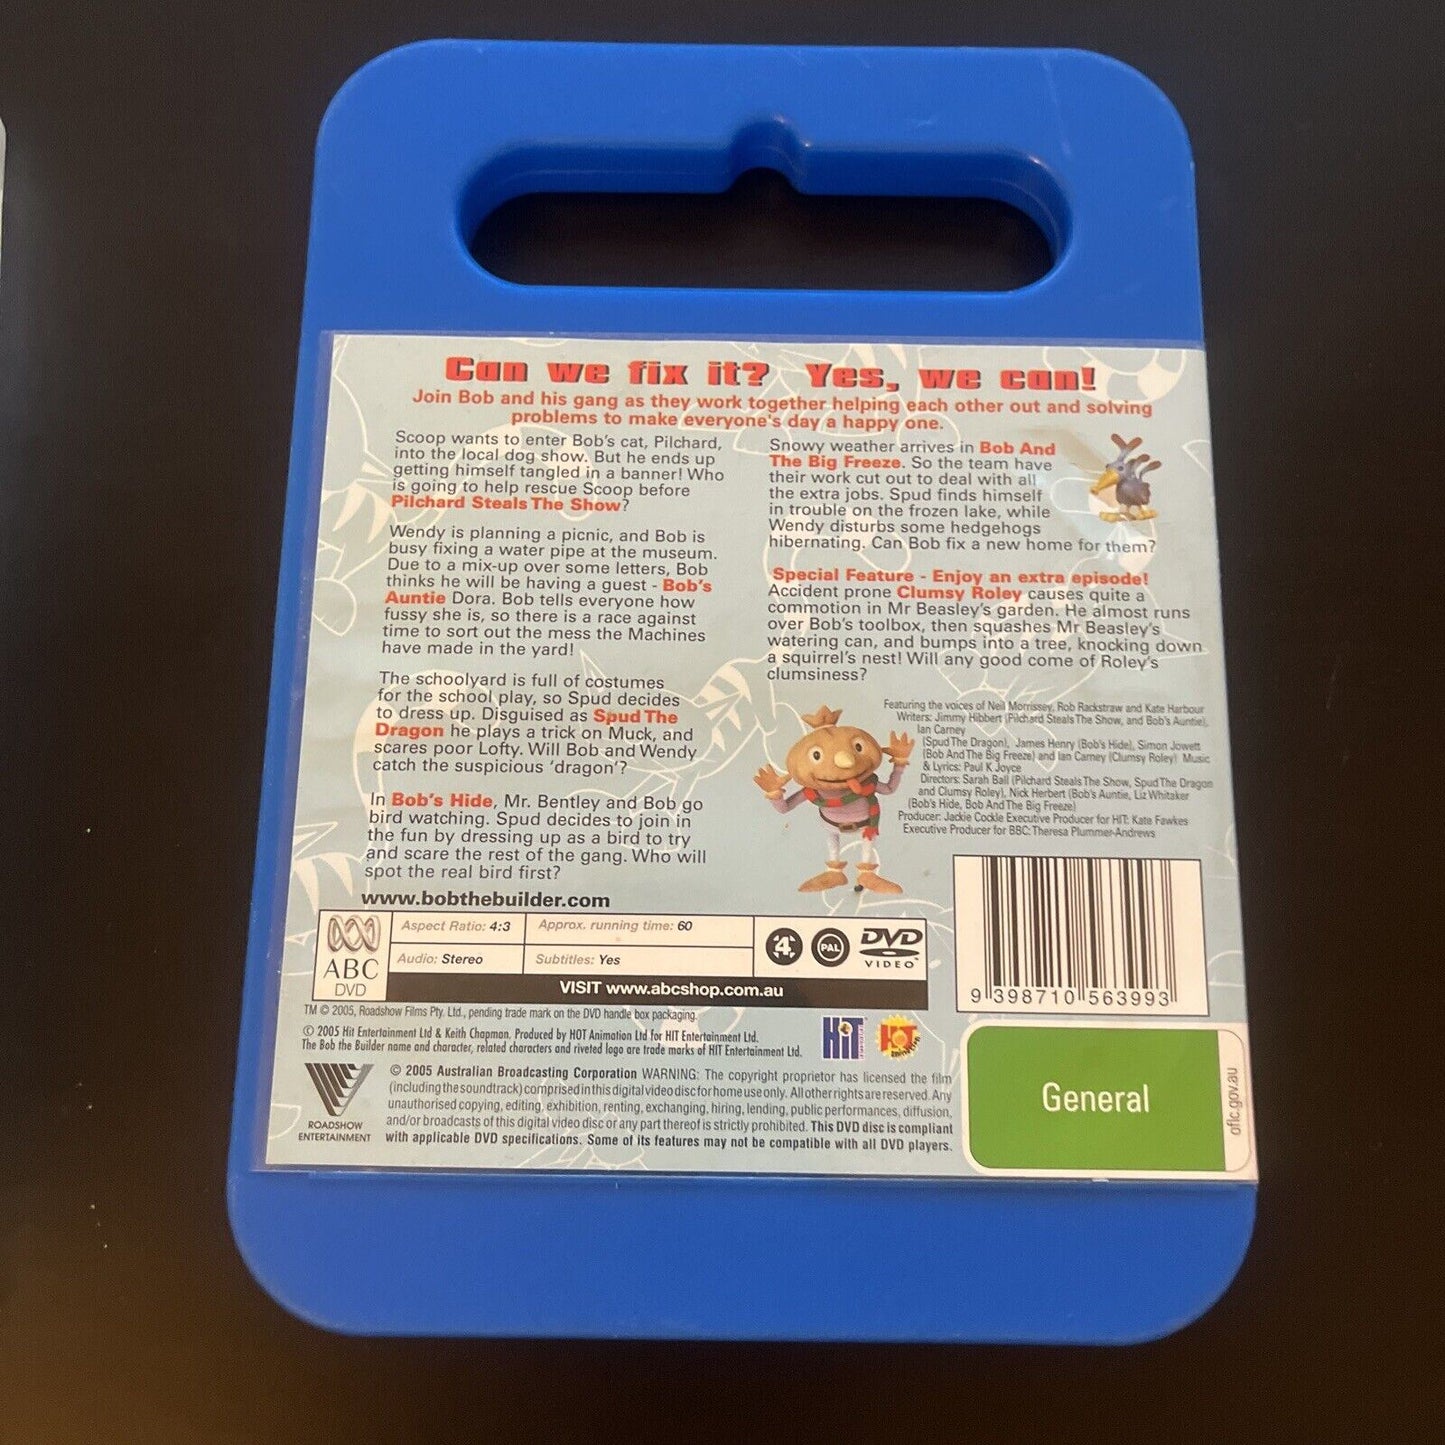 Can we fix it? Yes, we can!
Join Bob and his gang as they work together helping each other out and solving
problems to make everyone's day a happy one.
Scoop wants to enter Bob's cat, Pilchard,
into the local dog show. But he ends up
getting himself tangled in a banner! Who
is going to help rescue Scoop before
Pilchard Steals The Show?
Wendy is planning a picnic, and Bob is
busy fixing a water pipe at the museum.
Due to a mix-up over some letters, Bob
thinks he will be having a guest - Bob's
Auntie Dora. Bob tells everyone how
fussy she is, so there is a race against
time to sort out the mess the Machines
have made in the yard!
The schoolyard is full of costumes
for the school play, so Spud decides
to dress up. Disguised as Spud The
Dragon he plays a trick on Muck, and
scares poor Lofty. Will Bob and Wendy
catch the suspicious 'dragon'?
In Bob's Hide, Mr. Bentley and Bob go
bird watching. Spud decides to join in
the fun by dressing up as a bird to try
and scare the rest of the gang. Who will
spot the real bird first?
www.bobthebuilder.com
Snowy weather arrives in Bob And
The Big Freeze. So the team have
their work cut out to deal with all
the extra jobs. Spud finds himself
in trouble on the frozen lake, while
Wendy disturbs some hedgehogs
hibernating. Can Bob fix a new home for them?
Special Feature - Enjoy an extra episode!
Accident prone Clumsy Roley causes quite a
commotion in Mr Beasley's garden. He almost runs
over Bob's toolbox, then squashes Mr Beasley's
watering can, and bumps into a tree, knocking down
a squirrel's nest! Will any good come of Roley's
clumsiness?
Featuring the voices of Neil Morrissey, Rob Rackstraw and Kate Harbour
Writers: Jimmy Hibbert (Pilchard Steals The Show, and Bob's Auntie),
Ian Carney
(Spud The Dragon), James Henry (Bob's Hide), Simon Jowett
(Bob And The Big Freeze) and Ian Carney (Clumsy Roley) Music
& Lyrics: Paul K Joyce
Directors: Sarah Ball (Pilchard Steals The Show, Spud The Dragon
and Clumsy Roley), Nick Herbert (Bob's Auntie, Liz Whitaker
(Bob's Hide, Bob And The Big Freeze)
Producer: Jackie Cockle Executive Producer for HIT: Kate Fawkes
Executive Producer for BBC: Theresa Plummer-Andrews
ABC
DVD
Aspect Ratio: 4:3
Approx. running time: 60
Audio: Stereo
Subtitles: Yes
4
PAL
DVD
VIDEO
VISIT www.abcshop.com.au
9 398710 563993
TM © 2005, Roadshow Films Pty. Ltd., pending trade mark on the DVD handle box packaging.
© 2005 Hit Entertainment Ltd & Keith Chapman. Produced by HOT Animation Ltd for HIT Entertainment Ltd.
The Bob the Builder name and character, related characters and riveted logo are trade marks of HIT Entertainment Ltd.
HiT
HOT
animation
ROADSHOW
ENTERTAINMENT
© 2005 Australian Broadcasting Corporation WARNING: The copyright proprietor has licensed the film
(including the soundtrack) comprised in this digital video disc for home use only. All other rights are reserved. Any
unauthorised copying, editing, exhibition, renting, exchanging, hiring, lending, public performances, diffusion,
and/or broadcasts of this digital video disc or any part thereof is strictly prohibited. This DVD disc is compliant
with applicable DVD specifications. Some of its features may not be compatible with all DVD players.
General
oflc.gov.au